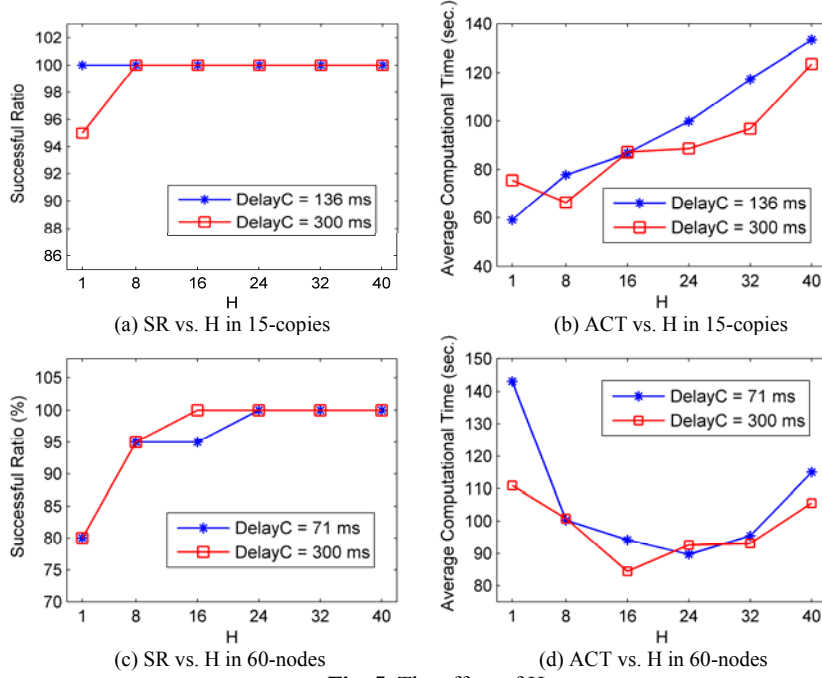 102
100
98
96
94
92
90
88
86
Successful Ratio
DelayC = 136 ms
DelayC = 300 ms
1 8 16 24 32 40
H
(a) SR vs. H in 15-copies
140
120
100
80
60
40
Average Computational Time (sec.)
DelayC = 136 ms
DelayC = 300 ms
1 8 16 24 32 40
H
(b) ACT vs. H in 15-copies
105
100
95
90
85
80
75
70
Successful Ratio (%)
DelayC = 71 ms
DelayC = 300 ms
1 8 16 24 32 40
H
(c) SR vs. H in 60-nodes
150
140
130
120
110
100
90
80
Average Computational Time (sec.)
DelayC = 71 ms
DelayC = 300 ms
1 8 16 24 32 40
H
(d) ACT vs. H in 60-nodes